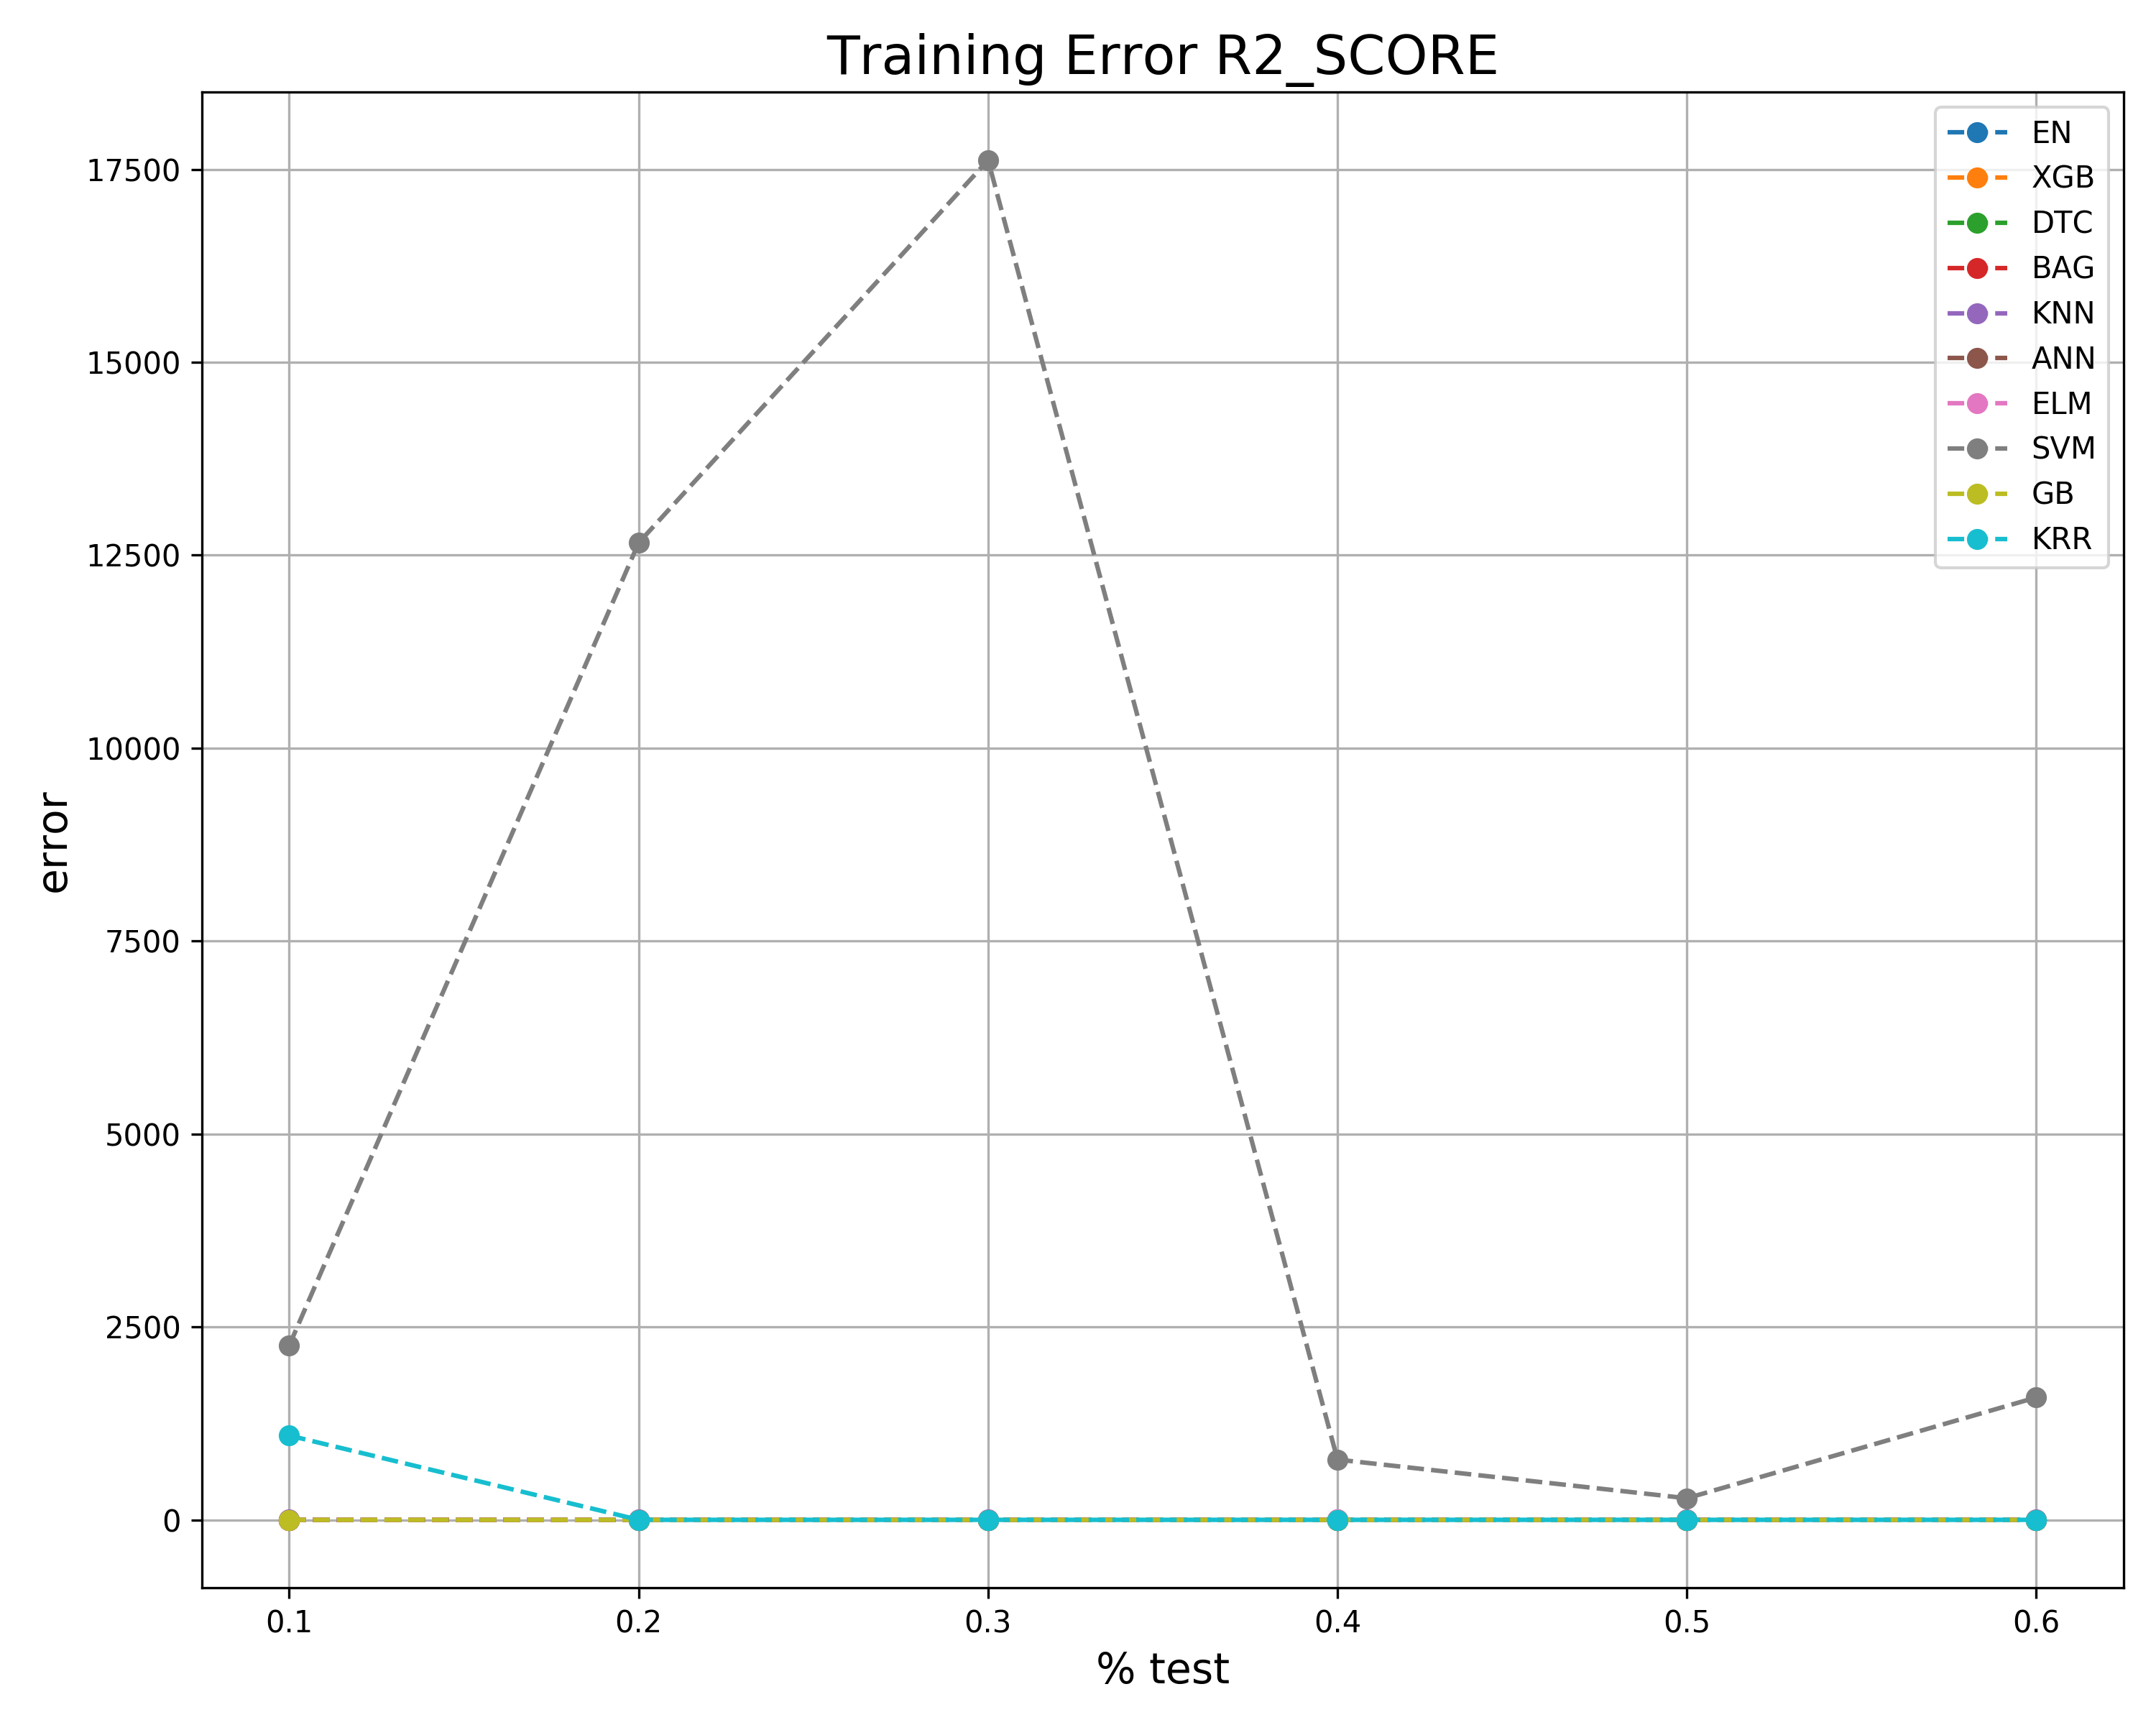 Training Error R2_SCORE
17500
15000
12500
10000
7500
5000
2500
0
error
0.1 0.2 0.3 0.4 0.5 0.6
% test
EN
XGB
DTC
BAG
KNN
ANN
ELM
SVM
GB
KRR